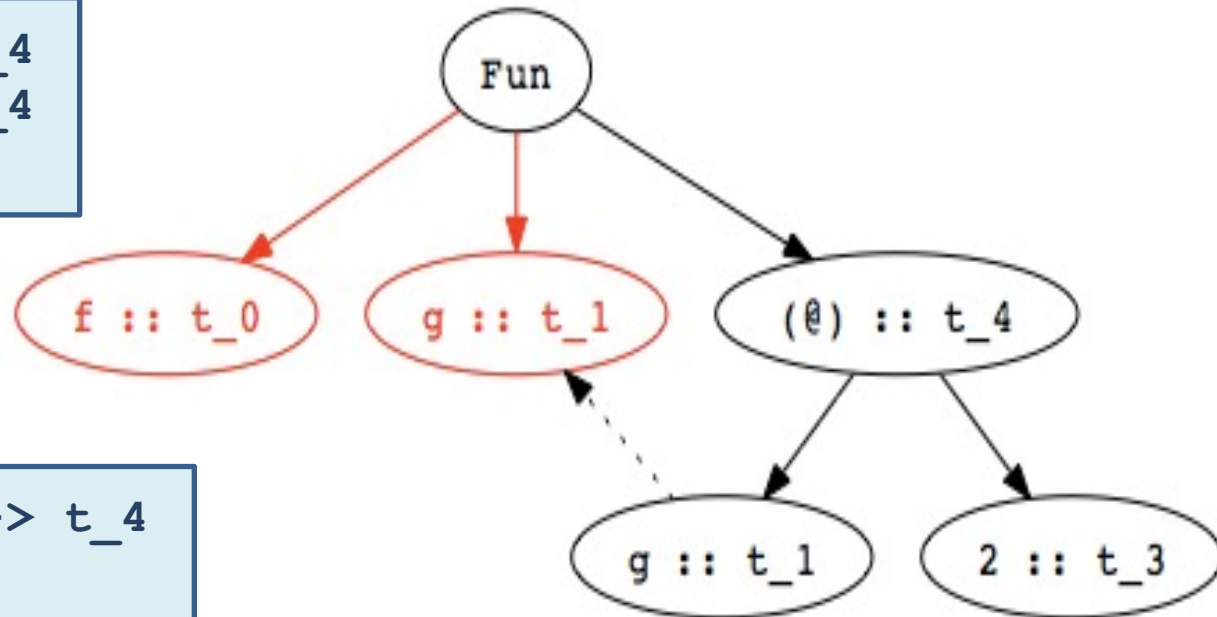 _4
_4
Fun
f :: t_0
g :: t_1
(@) :: t_4
> t_4
g :: t_1
2 :: t_3